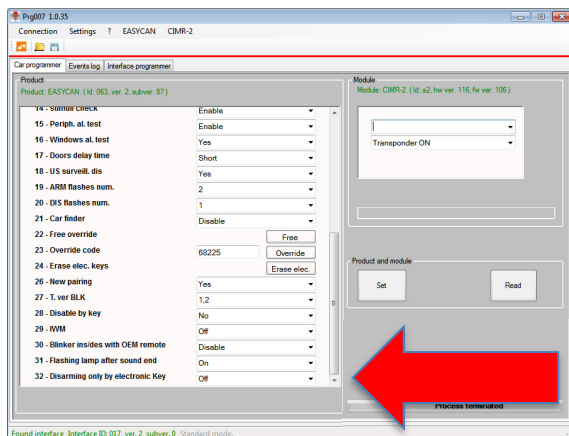 Prg007 1.0.35
Connection Settings ? EASYCAN CIMR-2
Car programmer Events log Interface programmer
Product
Product: EASYCAN. ( Id: 063, ver. 2, subver. 87 )
14 - Stimuli check Enable
15 - Periph. al. test Enable
16 - Windows al. test Yes
17 - Doors delay time Short
18 - US surveill. dis Yes
19 - ARM flashes num. 2
20 - DIS flashes num. 1
21 - Car finder Disable
22 - Free override Free
23 - Override code 68225 Override
24 - Erase elec. keys Erase elec.
26 - New pairing Yes
27 - T. ver BLK 1,2
28 - Disable by key No
29 - IWM Off
30 - Blinker ins/des with OEM remote Disable
31 - Flashing lamp after sound end On
32 - Disarming only by electronic Key Off
Module
Module: CIMR-2. ( Id: a2, hw ver. 116, fw ver. 106 )
Transponder ON
Product and module
Set Read
Process terminated
Found interface Interface ID: 017, ver. 2, subver. 0 Standard mode.